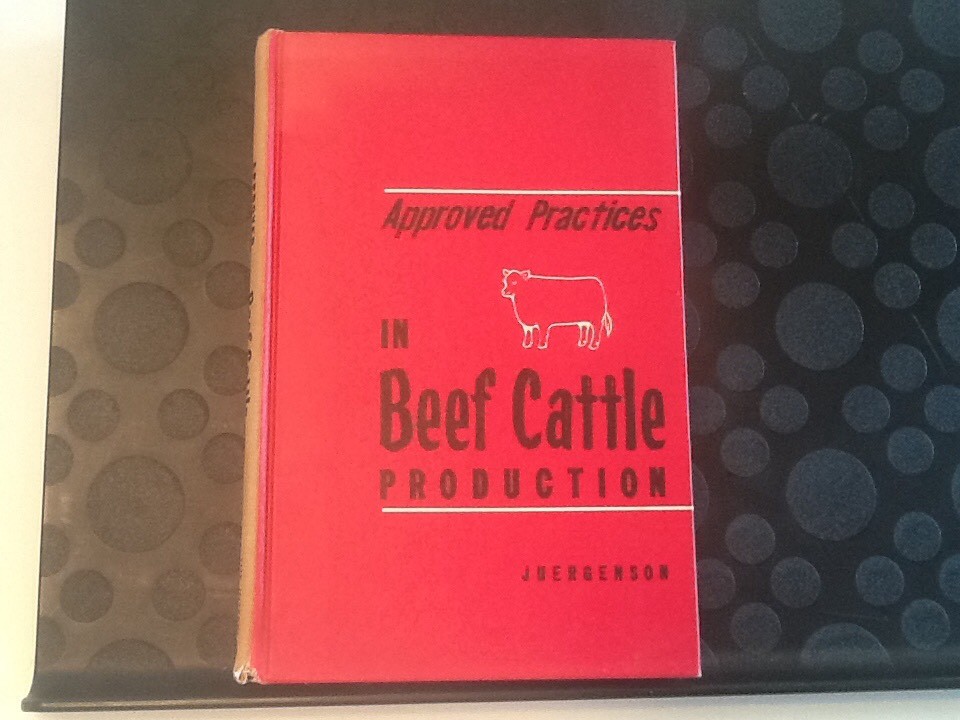 Approved Practices
IN
Beef Cattle
PRODUCTION
JUERGENSON